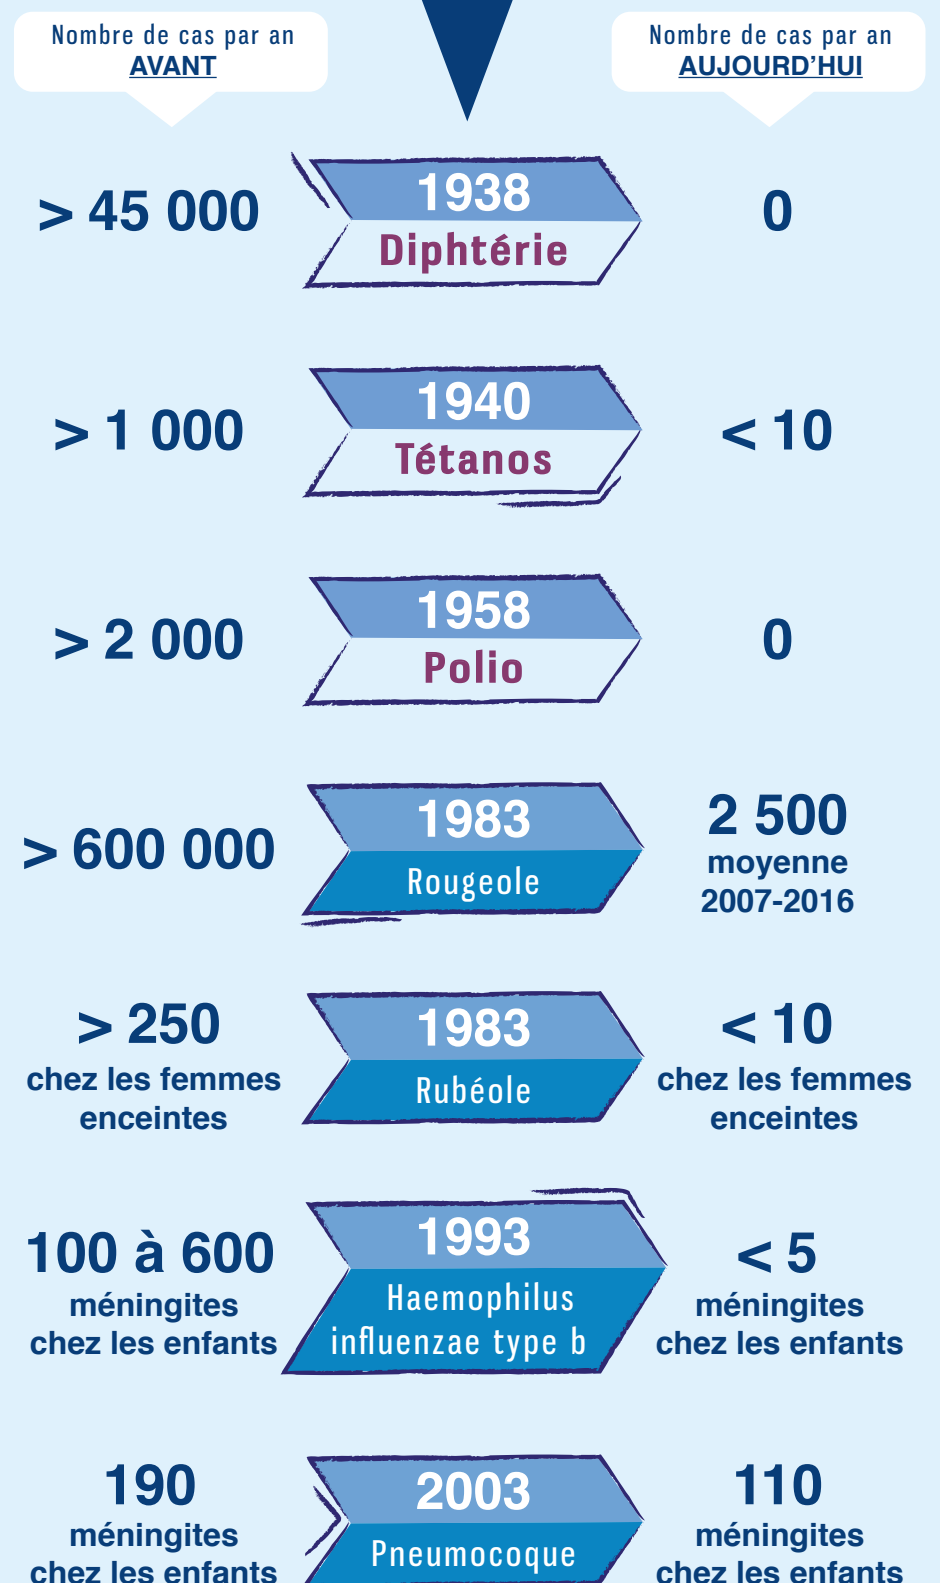 Nombre de cas par an
AVANT
Nombre de cas par an
AUJOURD'HUI
> 45 000
1938
Diphtérie
0
> 1 000
1940
Tétanos
< 10
> 2 000
1958
Polio
0
> 600 000
1983
Rougeole
2 500
moyenne
2007-2016
> 250
chez les femmes
enceintes
1983
Rubéole
< 10
chez les femmes
enceintes
100 à 600
méningites
chez les enfants
1993
Haemophilus
influenzae type b
< 5
méningites
chez les enfants
190
méningites
chez les enfants
2003
Pneumocoque
110
méningites
chez les enfants